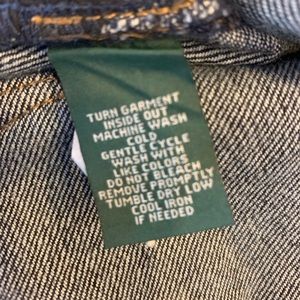 TURN GARMENT
INSIDE OUT
MACHINE WASH
COLD
GENTLE CYCLE
WASH WITH
LIKE COLORS
DO NOT BLEACH
REMOVE PROMPTLY
TUMBLE DRY LOW
COOL IRON
IF NEEDED